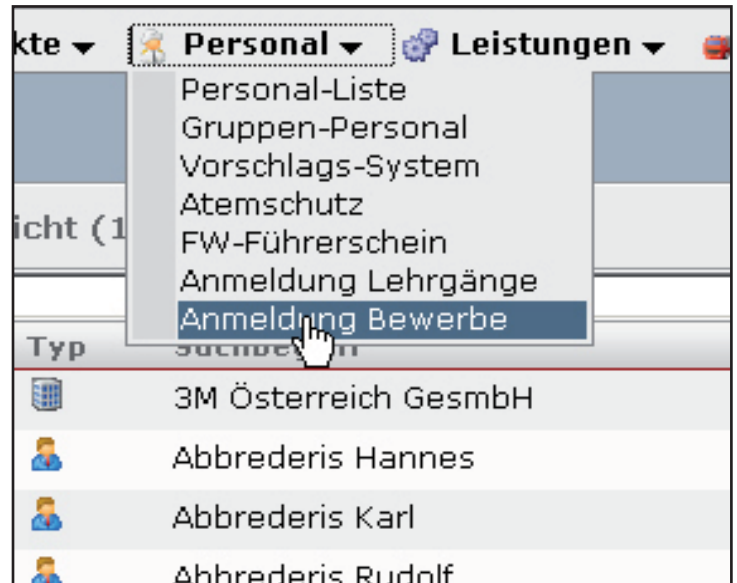 kte Personal Leistungen
Personal-Liste
Gruppen-Personal
Vorschlags-System
Atemschutz
icht (1
FW-Führerschein
Anmeldung Lehrgänge
Anmeldung Bewerbe
Typ
3M Österreich GesmbH
Abbrederis Hannes
Abbrederis Karl
Abbrederis Rudolf